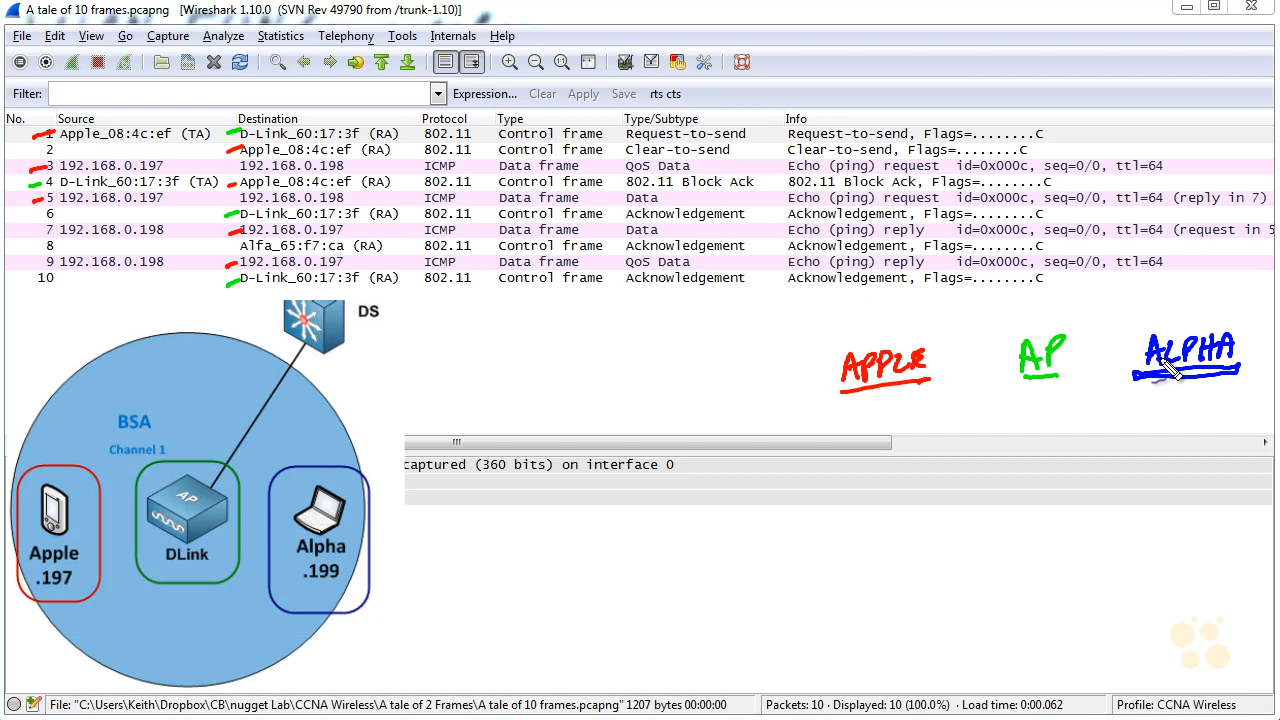 A tale of 10 frames.pcapng [Wireshark 1.10.0 (SVN Rev 49790 from /trunk-1.10)]
File Edit View Go Capture Analyze Statistics Telephony Tools Internals Help
Filter: Expression... Clear Apply Save rts cts
No. Source Destination Protocol Type Type/Subtype Info
1 Apple_08:4c:ef (TA) D-Link_60:17:3f (RA) 802.11 Control frame Request-to-send Request-to-send, Flags=........C
2 Apple_08:4c:ef (RA) 802.11 Control frame Clear-to-send Clear-to-send, Flags=........C
3 192.168.0.197 192.168.0.198 ICMP Data frame QoS Data Echo (ping) request id=0x000c, seq=0/0, ttl=64
4 D-Link_60:17:3f (TA) Apple_08:4c:ef (RA) 802.11 Control frame 802.11 Block Ack 802.11 Block Ack, Flags=........C
5 192.168.0.197 192.168.0.198 ICMP Data frame Data Echo (ping) request id=0x000c, seq=0/0, ttl=64 (reply in 7)
6 D-Link_60:17:3f (RA) 802.11 Control frame Acknowledgement Acknowledgement, Flags=........C
7 192.168.0.198 192.168.0.197 ICMP Data frame Data Echo (ping) reply id=0x000c, seq=0/0, ttl=64 (request in 5
8 Alfa_65:f7:ca (RA) 802.11 Control frame Acknowledgement Acknowledgement, Flags=........C
9 192.168.0.198 192.168.0.197 ICMP Data frame QoS Data Echo (ping) reply id=0x000c, seq=0/0, ttl=64
10 D-Link_60:17:3f (RA) 802.11 Control frame Acknowledgement Acknowledgement, Flags=........C
DS
APPLE AP ALPHA
BSA
Channel 1
captured (360 bits) on interface 0
AP
Apple DLink Alpha
.197 .199
File: "C:\Users\Keith\Dropbox\CB\nugget Lab\CCNA Wireless\A tale of 2 Frames\A tale of 10 frames.pcapng" 1207 bytes 00:00:00 Packets: 10 · Displayed: 10 (100.0%) · Load time: 0:00.062 Profile: CCNA Wireless